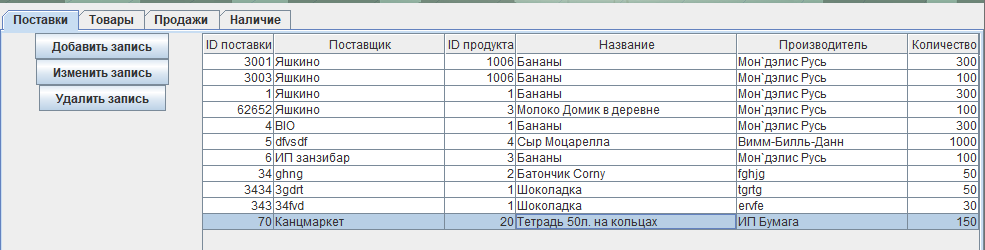 Поставки Товары Продажи Наличие
Добавить запись
Изменить запись
Удалить запись
ID поставки Поставщик ID продукта Название Производитель Количество
3001 Яшкино 1006 Бананы Мон`дэлис Русь 300
3003 Яшкино 1006 Бананы Мон`дэлис Русь 100
1 Яшкино 1 Бананы Мон`дэлис Русь 300
62652 Яшкино 3 Молоко Домик в деревне Мон`дэлис Русь 100
4 BIO 1 Бананы Мон`дэлис Русь 300
5 dfvsdf 4 Сыр Моцарелла Вимм-Билль-Данн 1000
6 ИП занзибар 3 Бананы Мон`дэлис Русь 100
34 ghng 2 Батончик Corny fghjg 50
3434 3gdrt 1 Шоколадка tgrtg 50
343 34fvd 1 Шоколадка ervfe 30
70 Канцмаркет 20 Тетрадь 50л. на кольцах ИП Бумага 150